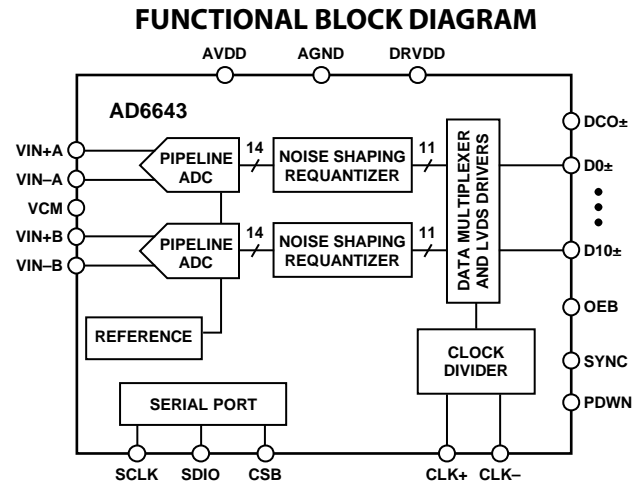 FUNCTIONAL BLOCK DIAGRAM
AVDD AGND DRVDD
AD6643
VIN+A
VIN–A
VCM
VIN+B
VIN–B
PIPELINE
ADC
14
NOISE SHAPING
REQUANTIZER
11
PIPELINE
ADC
14
NOISE SHAPING
REQUANTIZER
11
DATA MULTIPLEXER
AND LVDS DRIVERS
DCO±
D0±
D10±
OEB
SYNC
PDWN
REFERENCE
CLOCK
DIVIDER
SERIAL PORT
SCLK SDIO CSB CLK+ CLK–